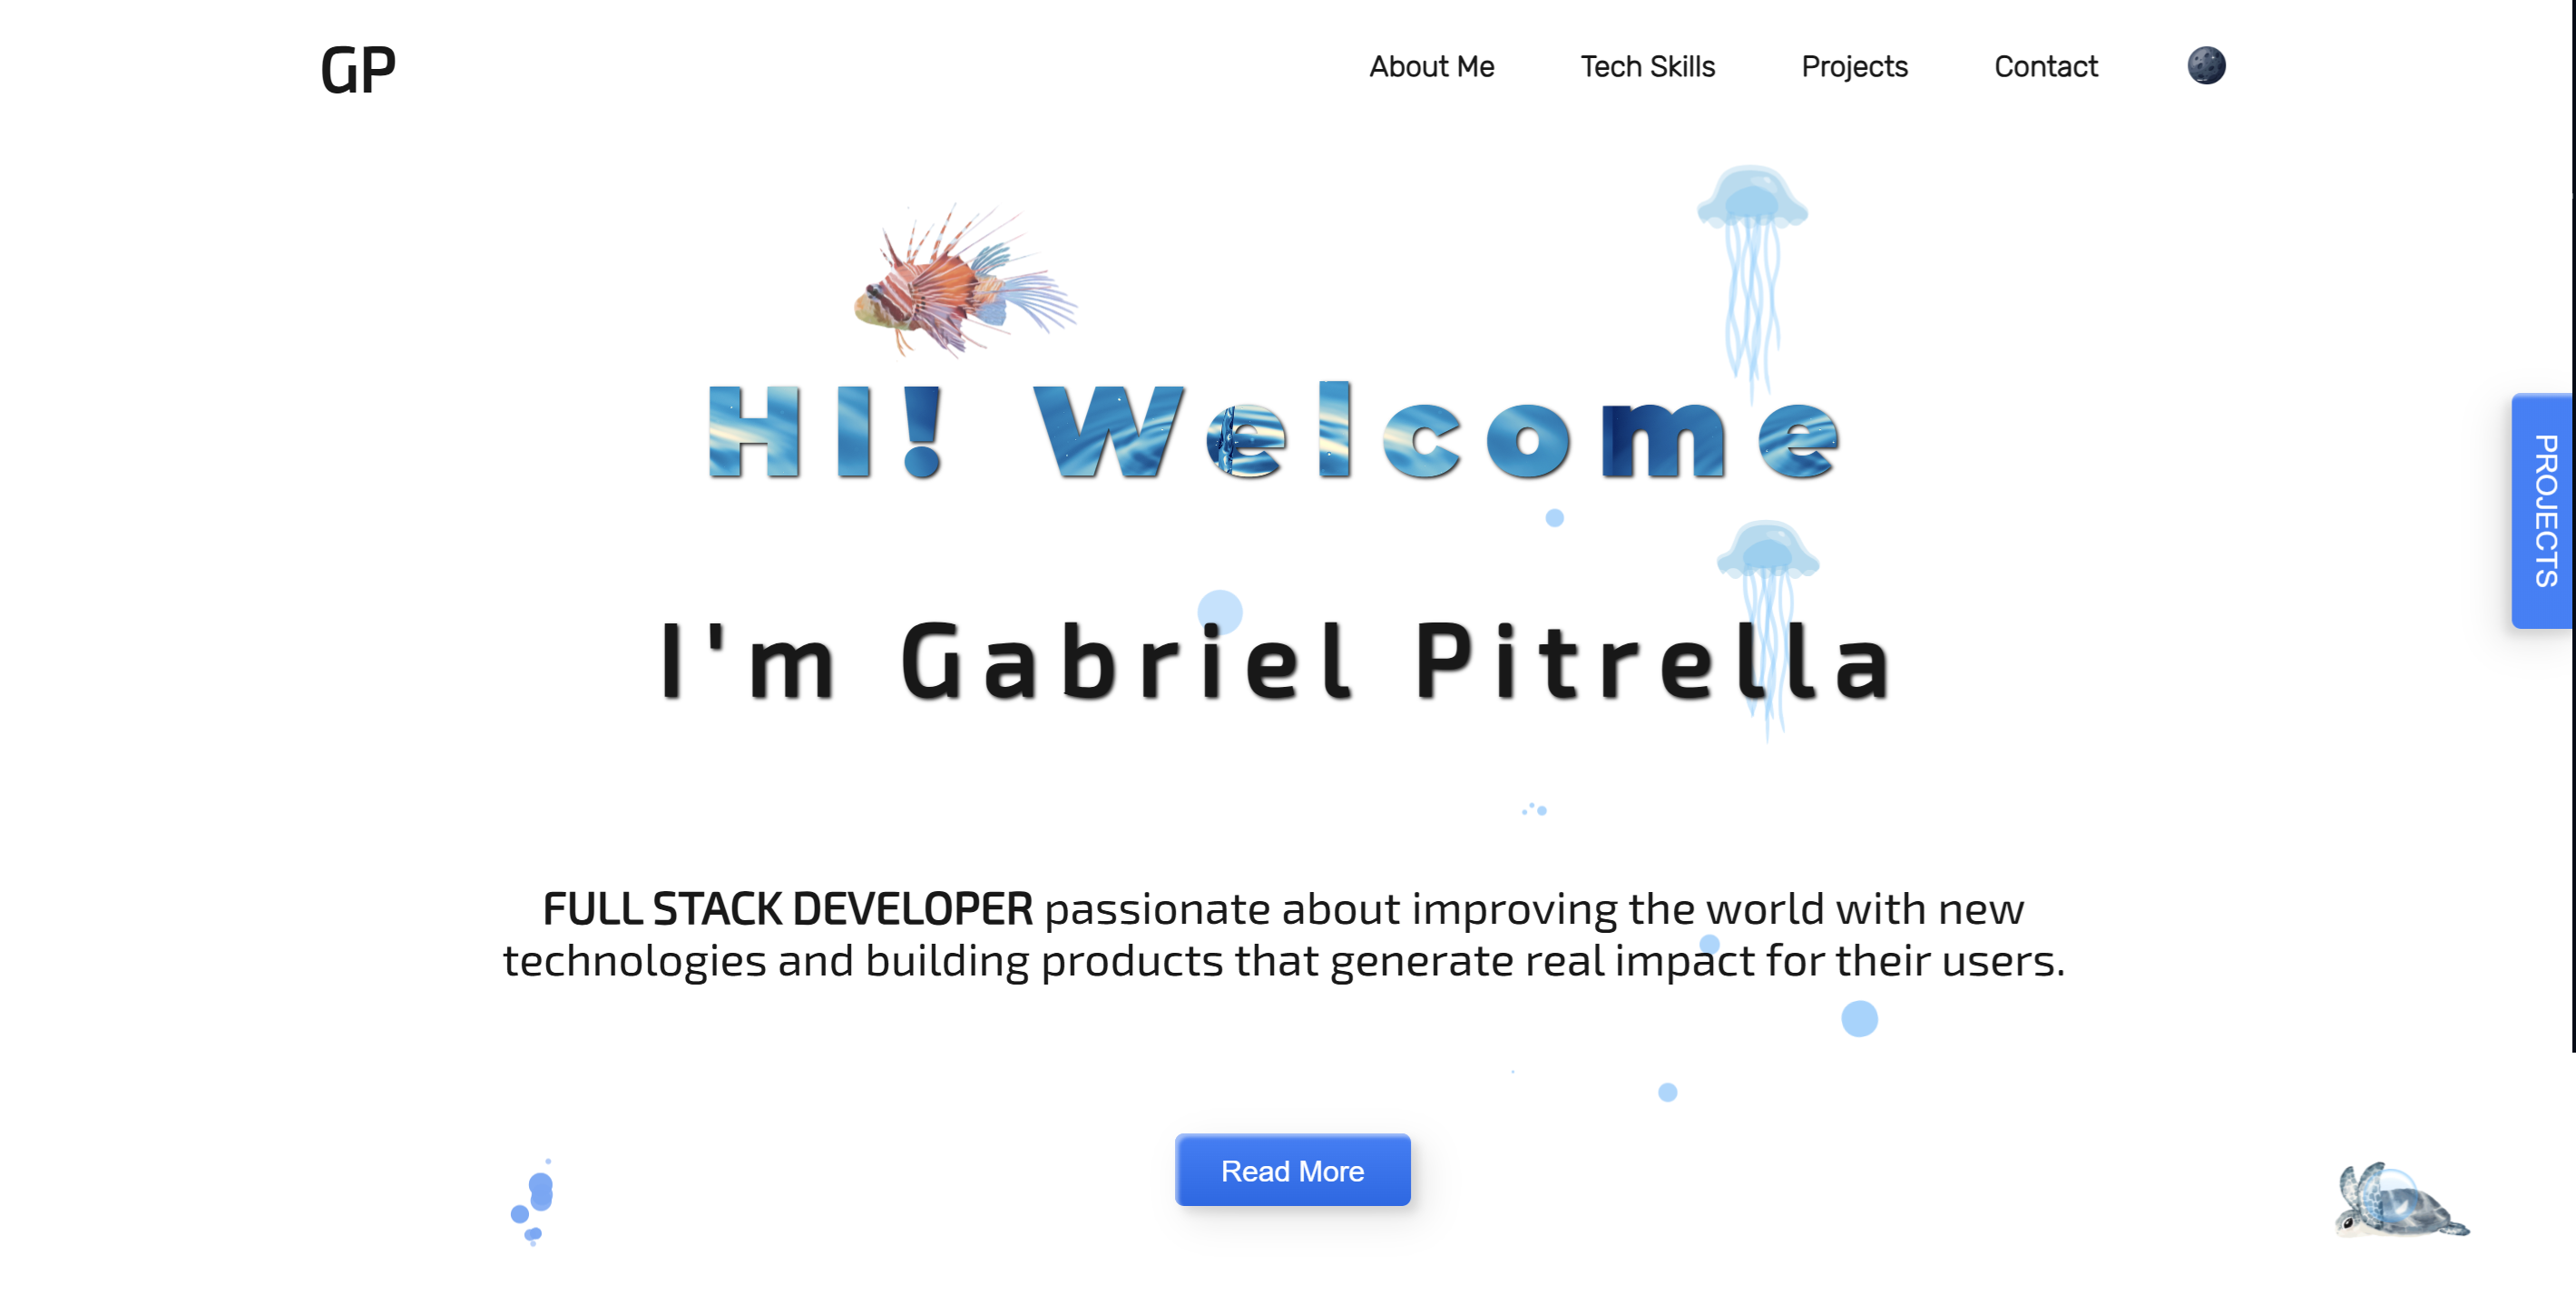 GP
About Me
Tech Skills
Projects
Contact
HI! Welcome
PROJECTS
I'm Gabriel Pitrella
FULL STACK DEVELOPER passionate about improving the world with new
technologies and building products that generate real impact for their users.
Read More